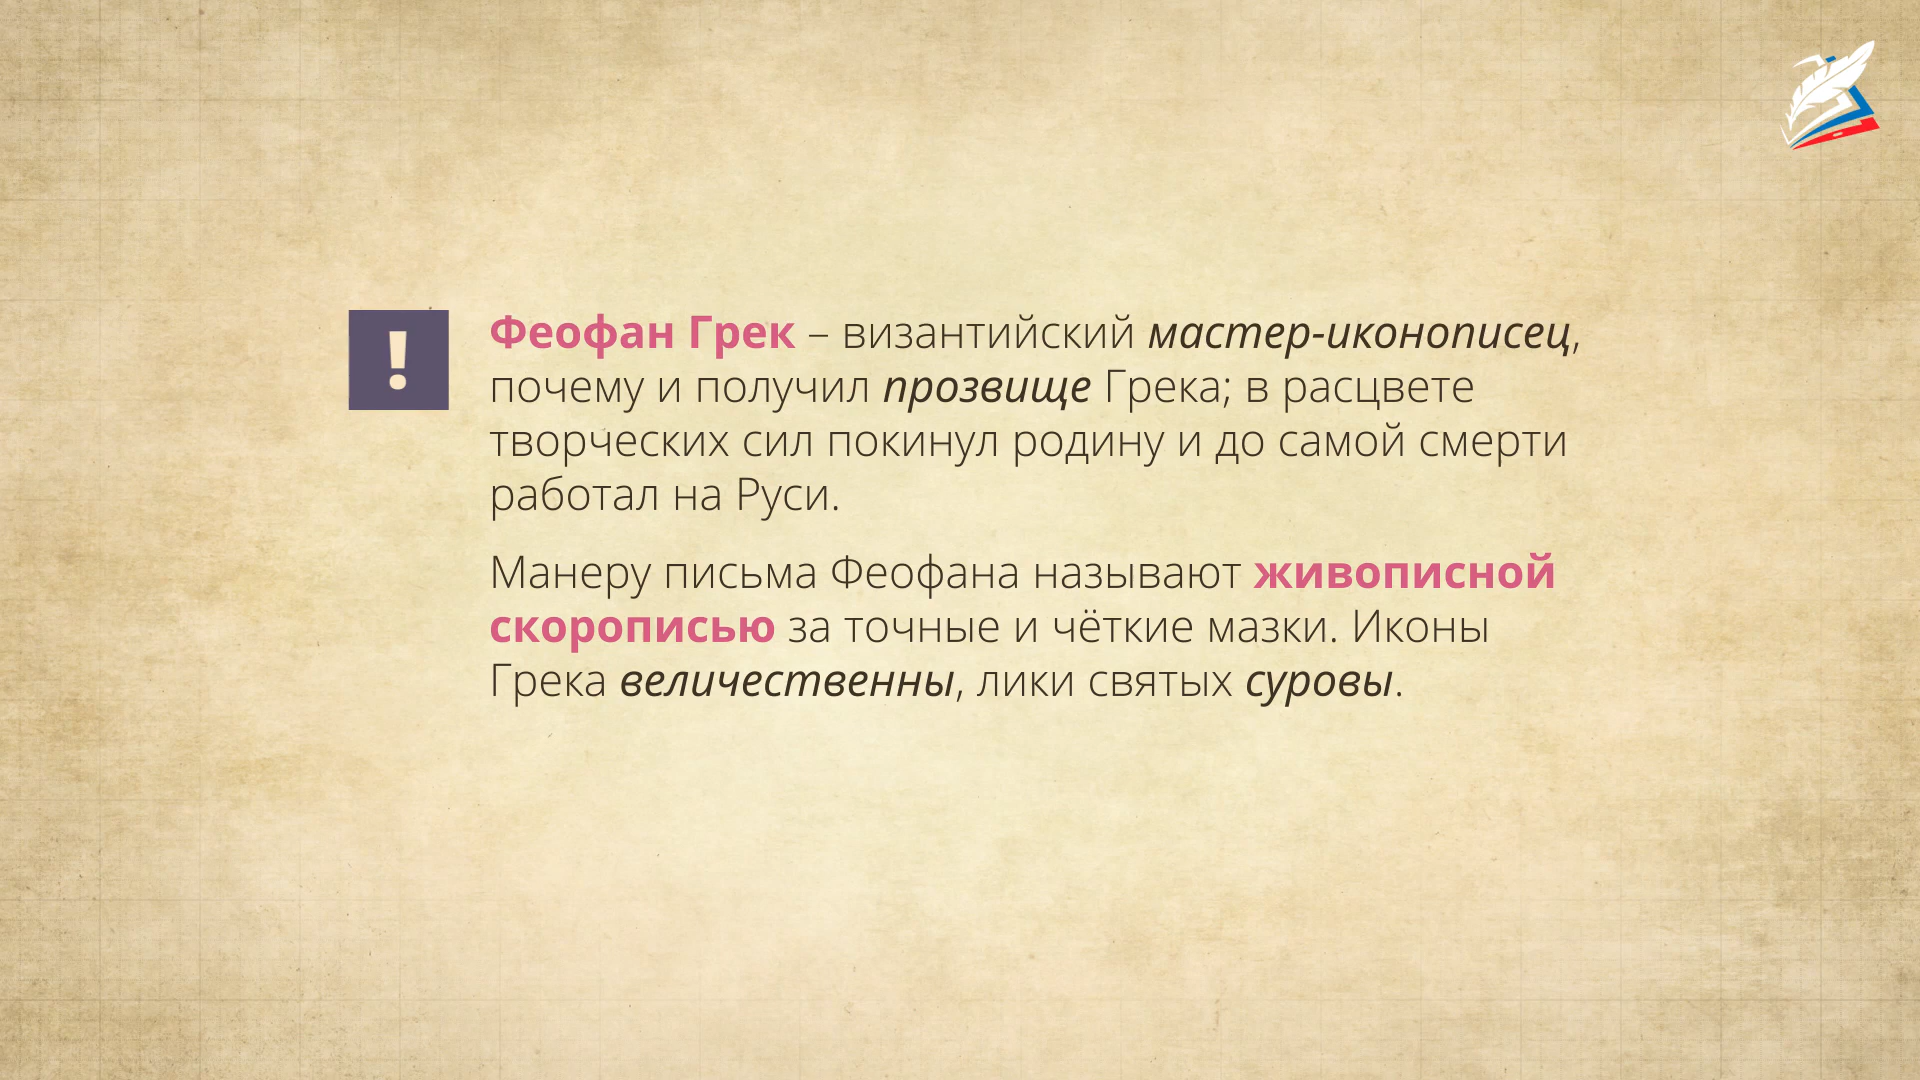 !
Феофан Грек – византийский мастер-иконописец,
почему и получил прозвище Грека; в расцвете
творческих сил покинул родину и до самой смерти
работал на Руси.
Манеру письма Феофана называют живописной
скорописью за точные и чёткие мазки. Иконы
Грека величественны, лики святых суровы.